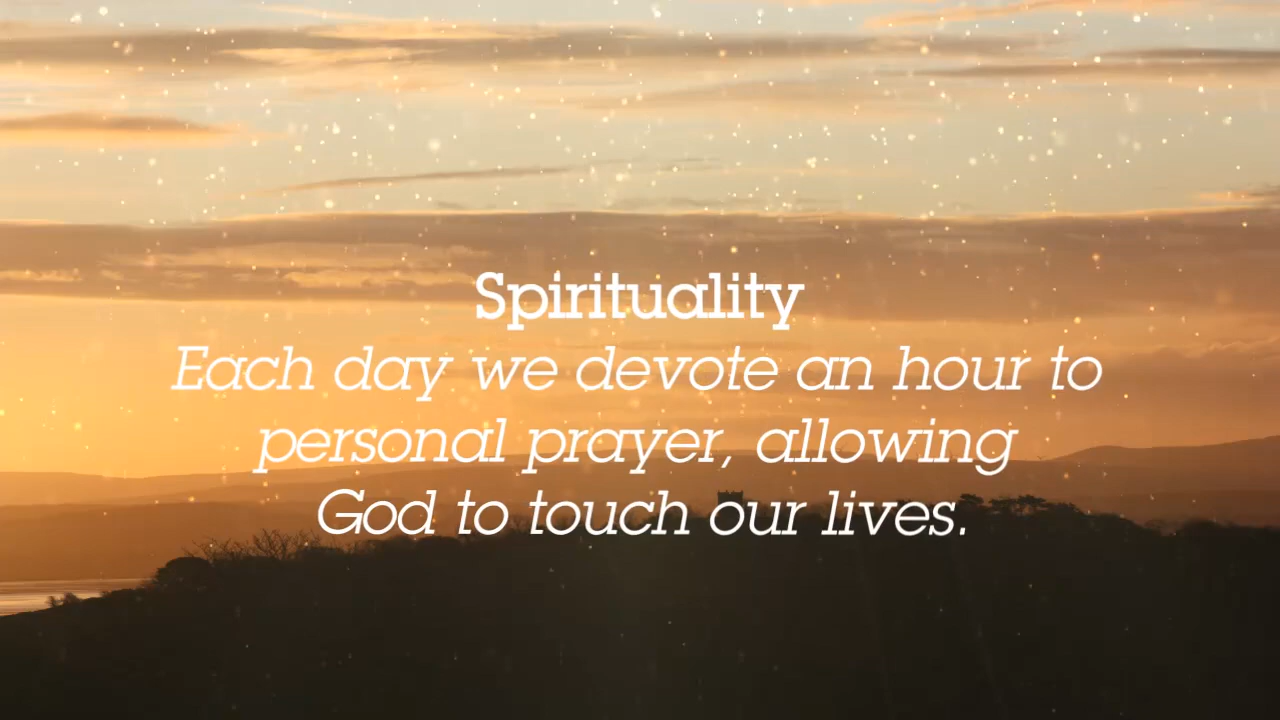 Spirituality
Each day we devote an hour to
personal prayer, allowing
God to touch our lives.